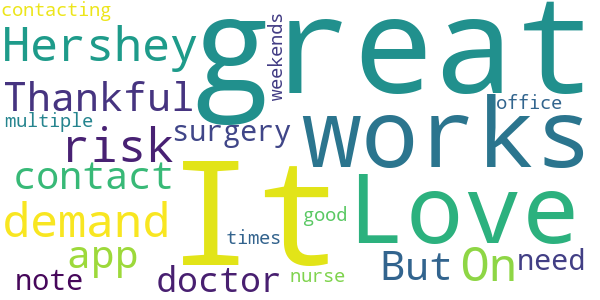 contacting
great
Hershey
weekends
Thankful
office
multiple
works
risk
surgery
It
contact
Love
demand
good
times
But
On
need
app
note
doctor
nurse